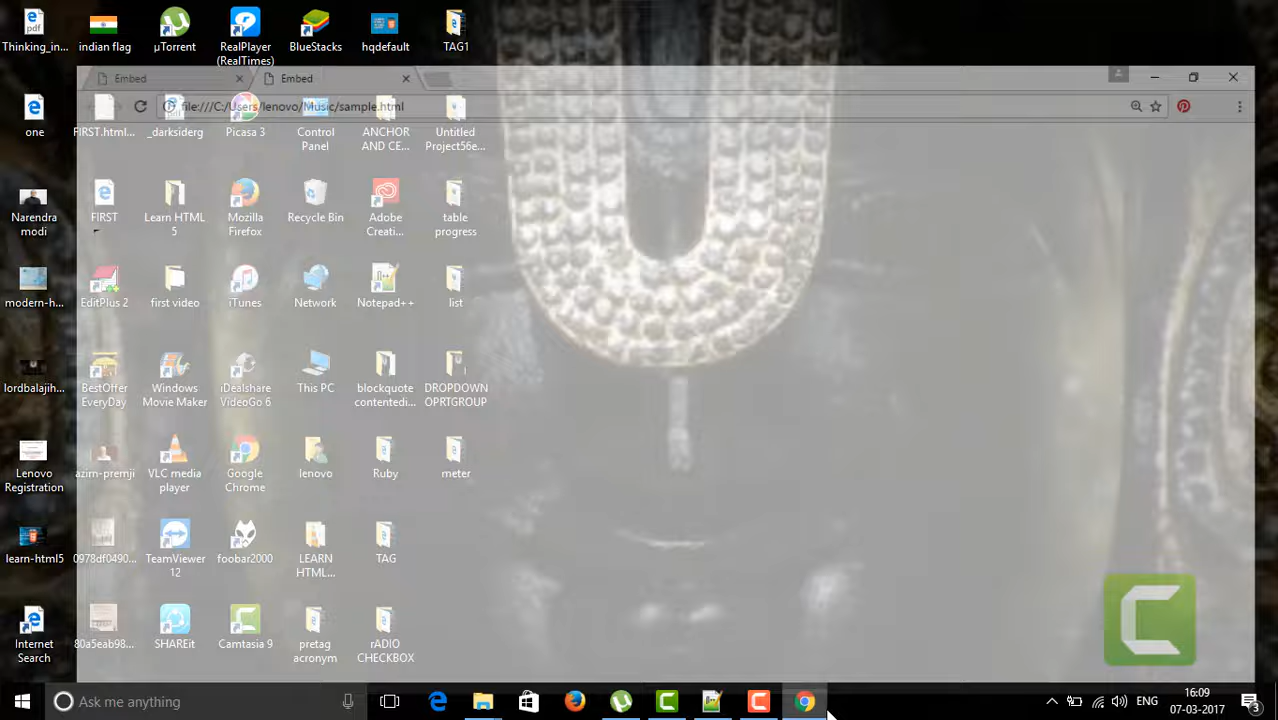 Thinking_in...
indian flag
µTorrent
RealPlayer
(RealTimes)
BlueStacks
hqdefault
TAG1
Embed
Embed
file:///C:/Users/lenovo/Music/sample.html
one
FIRST.html...
_darksiderg
Picasa 3
Control
Panel
ANCHOR
AND CE...
Untitled
Project56e...
Narendra
modi
FIRST
Learn HTML
5
Mozilla
Firefox
Recycle Bin
Adobe
Creati...
table
progress
modern-h...
EditPlus 2
first video
iTunes
Network
Notepad++
list
lordbalajih...
BestOffer
EveryDay
Windows
Movie Maker
iDealshare
VideoGo 6
This PC
blockquote
contentedi...
DROPDOWN
OPRTGROUP
Lenovo
Registration
azim-premji
VLC media
player
Google
Chrome
lenovo
Ruby
meter
learn-html5
0978df0490...
TeamViewer
12
foobar2000
LEARN
HTML...
TAG
Internet
Search
80a5eab98...
SHAREit
Camtasia 9
pretag
acronym
rADIO
CHECKBOX
Ask me anything
ENG
16:09
07-03-2017
3